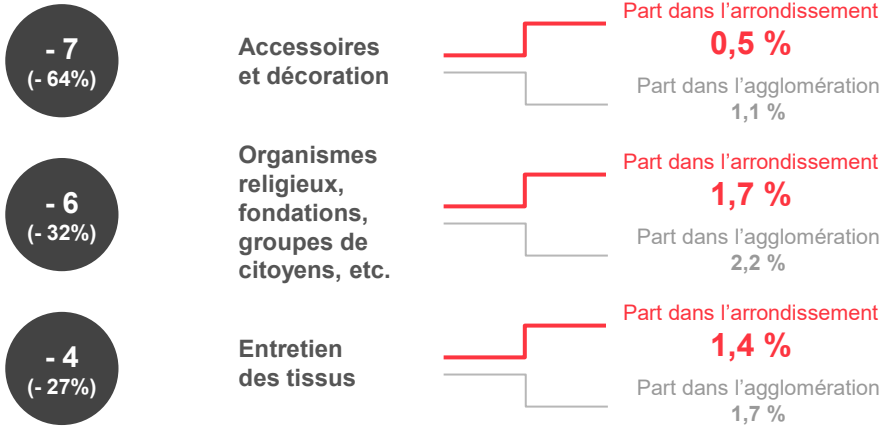 - 7
(- 64%)
Accessoires
et décoration
Part dans l’arrondissement
0,5 %
Part dans l’agglomération
1,1 %
- 6
(- 32%)
Organismes
religieux,
fondations,
groupes de
citoyens, etc.
Part dans l’arrondissement
1,7 %
Part dans l’agglomération
2,2 %
- 4
(- 27%)
Entretien
des tissus
Part dans l’arrondissement
1,4 %
Part dans l’agglomération
1,7 %